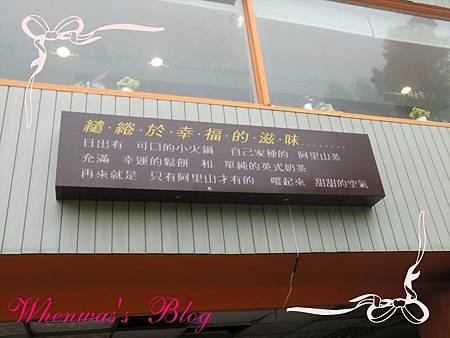 繾·綣·於·幸·福·的·滋·味.........
日出有 可口的小火鍋 自己家種的 阿里山茶
充滿 幸運的鬆餅 和 單純的英式奶茶
再來就是 只有阿里山才有的 嚐起來 甜甜的空氣
Whenwas's Blog